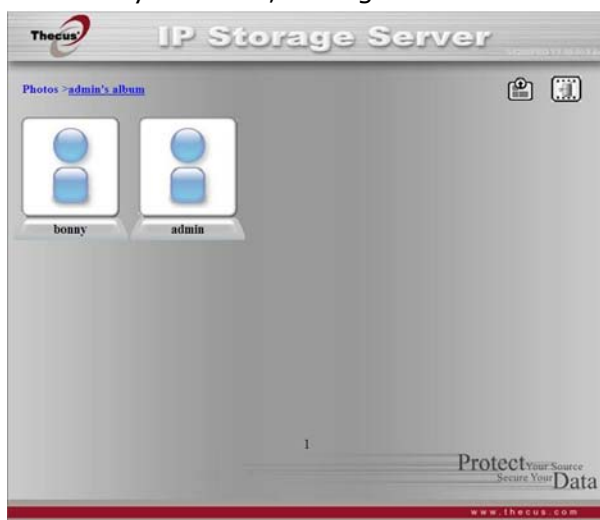 Thecus
IP Storage Server
Photos >admin's album
bonny
admin
1
Protect Your Source
Secure Your Data
www.thecus.com